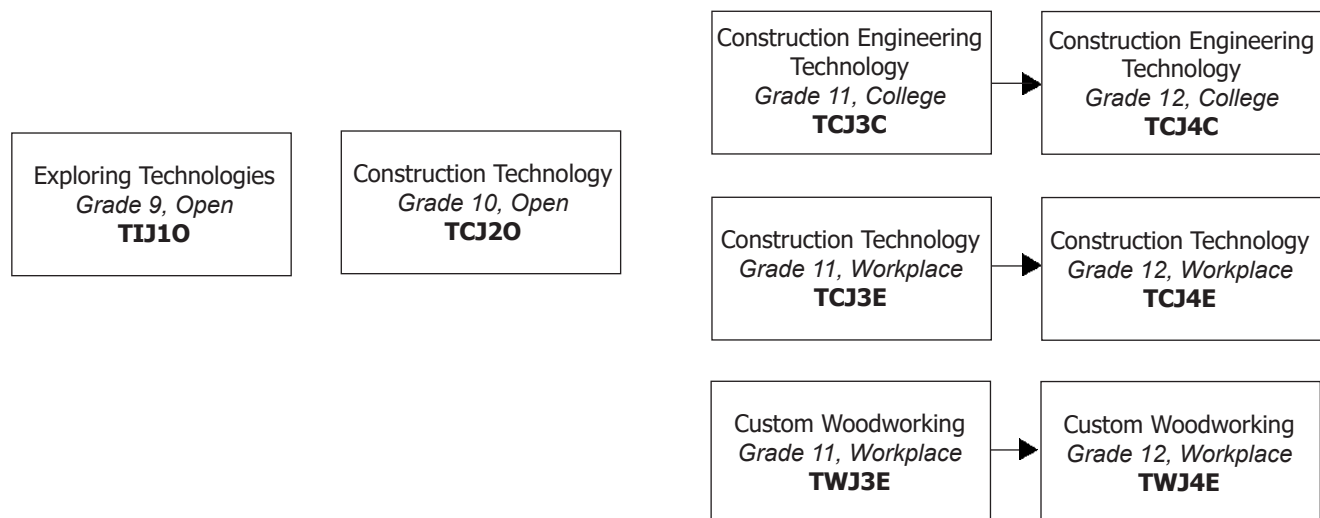 Exploring Technologies
Grade 9, Open
TIJ1O
Construction Technology
Grade 10, Open
TCJ2O
Construction Engineering
Technology
Grade 11, College
TCJ3C
Construction Engineering
Technology
Grade 12, College
TCJ4C
Construction Technology
Grade 11, Workplace
TCJ3E
Construction Technology
Grade 12, Workplace
TCJ4E
Custom Woodworking
Grade 11, Workplace
TWJ3E
Custom Woodworking
Grade 12, Workplace
TWJ4E